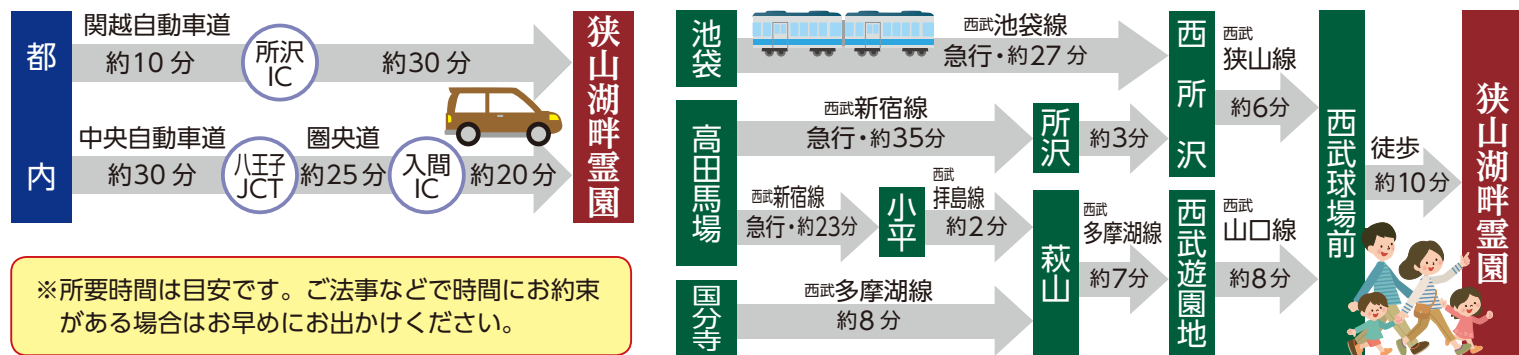 都内
関越自動車道
約10分
所沢
IC
約30分
中央自動車道
約30分
八王子
JCT
圏央道
約25分
入間
IC
約20分
狭山湖畔霊園
※所要時間は目安です。ご法事などで時間にお約束
がある場合はお早めにお出かけください。
池袋
西武池袋線
急行・約27分
西所沢
西武
狭山線
約6分
高田馬場
西武新宿線
急行・約35分
所沢
約3分
西武新宿線
急行・約23分
小平
西武
拝島線
約2分
萩山
西武
多摩湖線
約7分
西武遊園地
西武
山口線
約8分
国分寺
西武多摩湖線
約8分
西武球場前
徒歩
約10分
狭山湖畔霊園